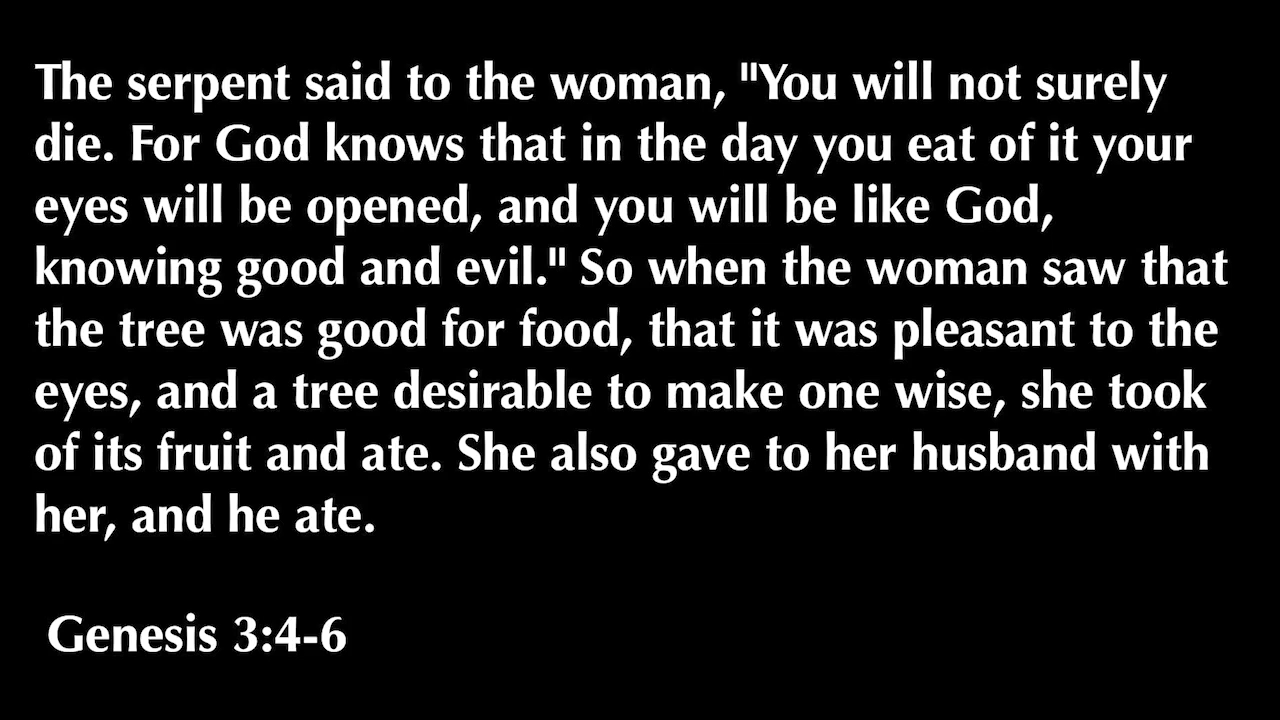 The serpent said to the woman, "You will not surely
die. For God knows that in the day you eat of it your
eyes will be opened, and you will be like God,
knowing good and evil." So when the woman saw that
the tree was good for food, that it was pleasant to the
eyes, and a tree desirable to make one wise, she took
of its fruit and ate. She also gave to her husband with
her, and he ate.
Genesis 3:4-6